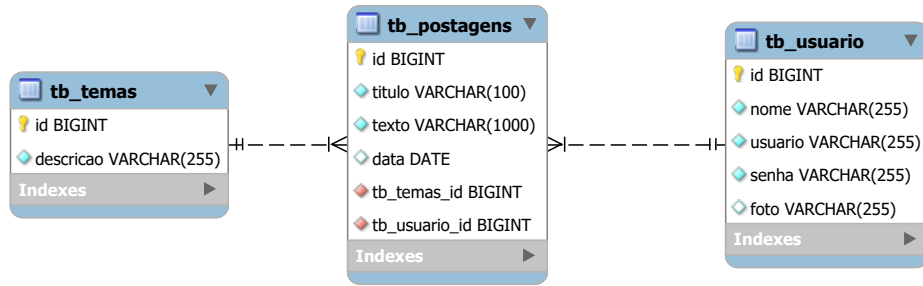 tb_temas
id BIGINT
descricao VARCHAR(255)
Indexes
tb_postagens
id BIGINT
titulo VARCHAR(100)
texto VARCHAR(1000)
data DATE
tb_temas_id BIGINT
tb_usuario_id BIGINT
Indexes
tb_usuario
id BIGINT
nome VARCHAR(255)
usuario VARCHAR(255)
senha VARCHAR(255)
foto VARCHAR(255)
Indexes